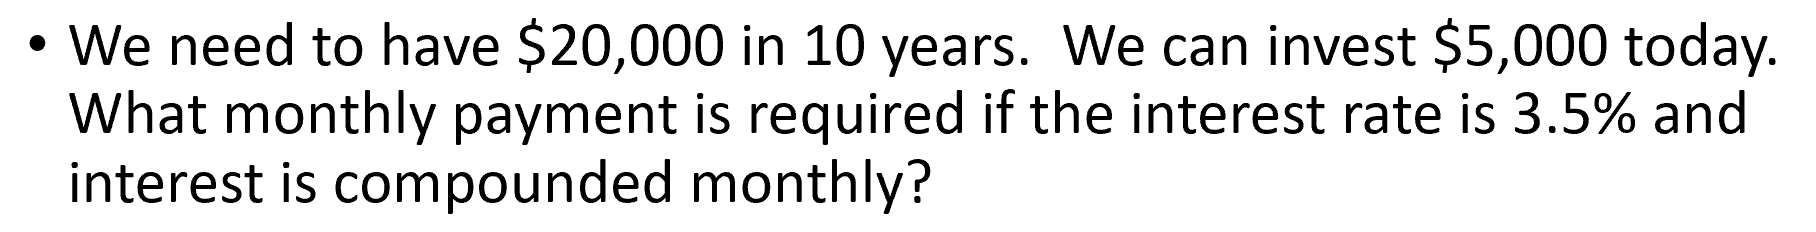 • We need to have $20,000 in 10 years.  We can invest $5,000 today.
What monthly payment is required if the interest rate is 3.5% and
interest is compounded monthly?